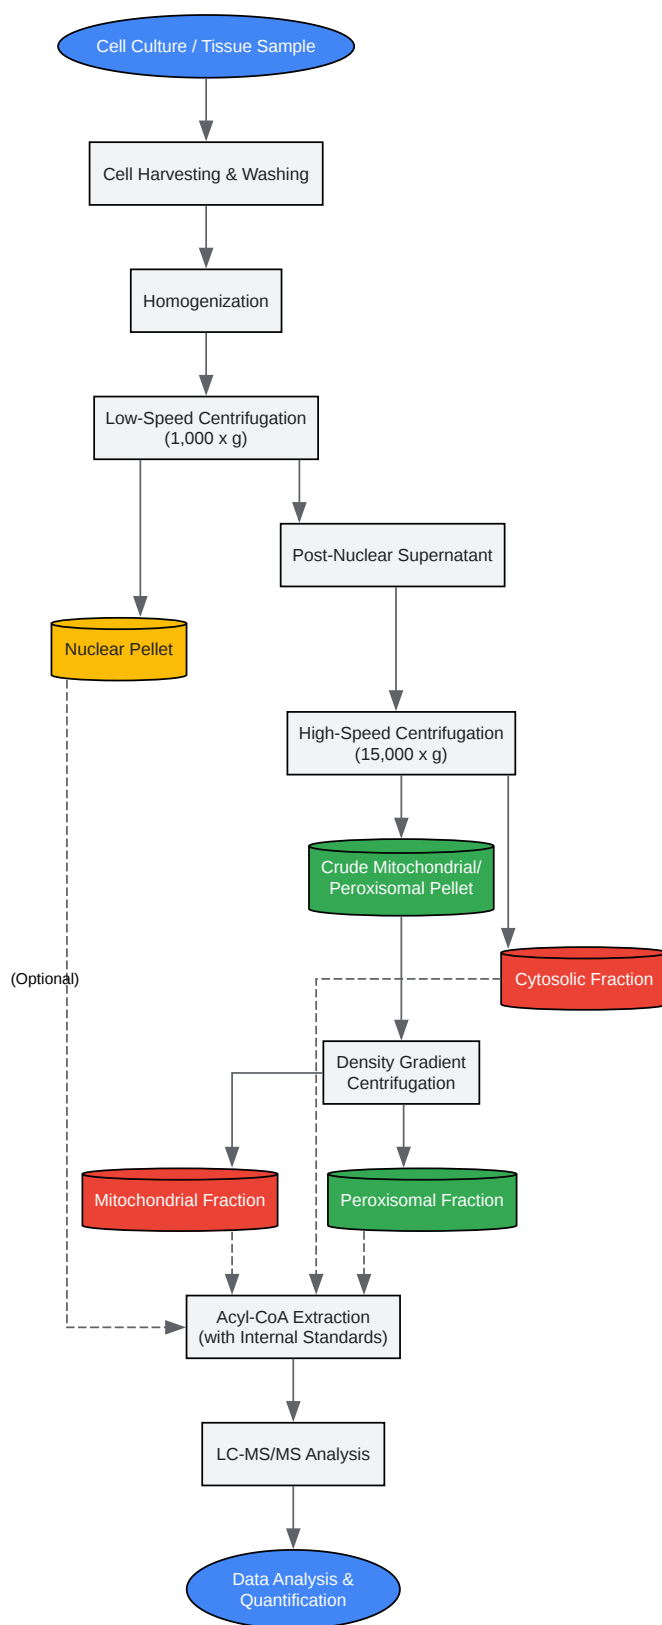 Cell Culture / Tissue Sample
Cell Harvesting & Washing
Homogenization
Low-Speed Centrifugation
(1,000 x g)
Post-Nuclear Supernatant
Nuclear Pellet
High-Speed Centrifugation
(15,000 x g)
Crude Mitochondrial/
Peroxisomal Pellet
(Optional)
Cytosolic Fraction
Density Gradient
Centrifugation
Mitochondrial Fraction
Peroxisomal Fraction
Acyl-CoA Extraction
(with Internal Standards)
LC-MS/MS Analysis
Data Analysis &
Quantification